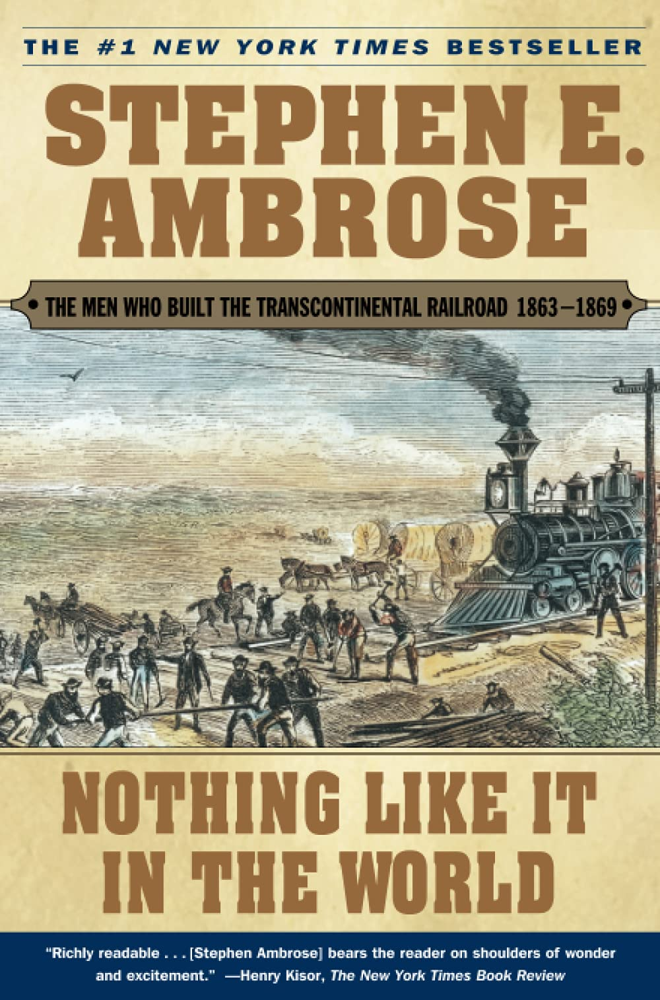 THE #1 NEW YORK TIMES BESTSELLER
STEPHEN E.
AMBROSE
• THE MEN WHO BUILT THE TRANSCONTINENTAL RAILROAD 1863–1869 •
NOTHING LIKE IT
IN THE WORLD
“Richly readable . . . [Stephen Ambrose] bears the reader on shoulders of wonder
and excitement.” —Henry Kisor, The New York Times Book Review